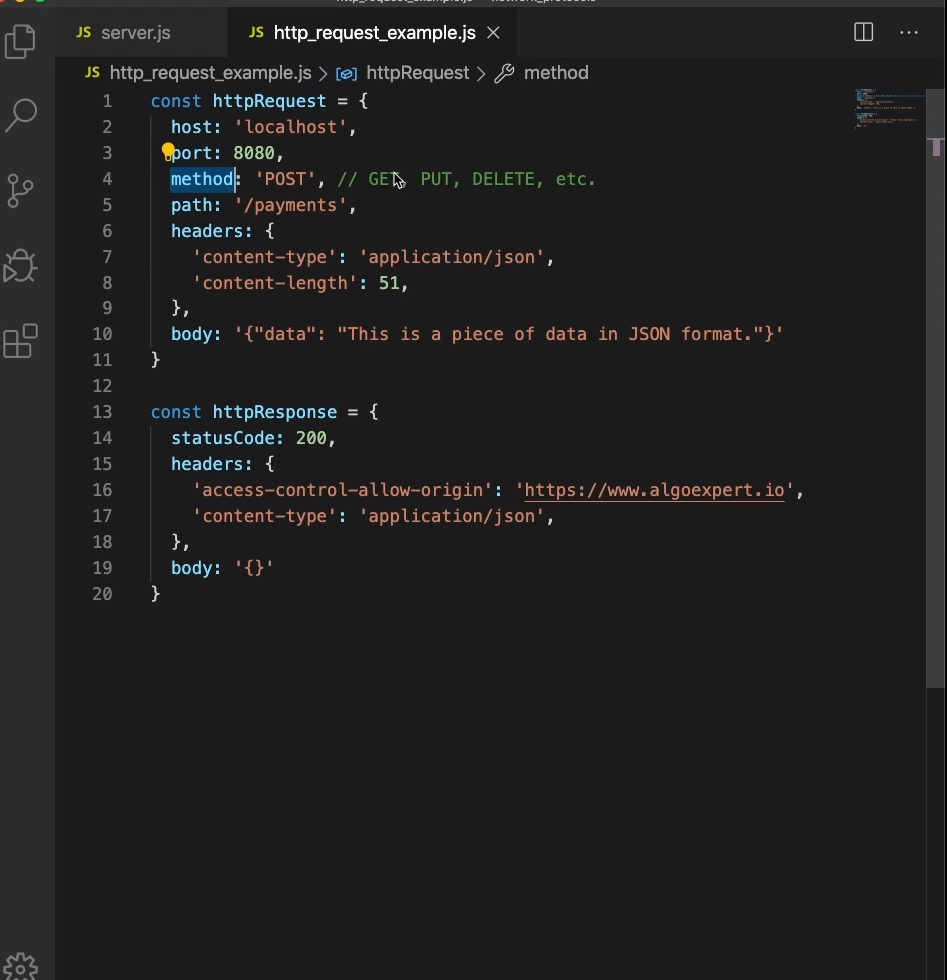 JS server.js JS http_request_example.js
JS http_request_example.js > httpRequest > method
1 const httpRequest = {
2 host: 'localhost',
3 port: 8080,
4 method: 'POST', // GET, PUT, DELETE, etc.
5 path: '/payments',
6 headers: {
7 'content-type': 'application/json',
8 'content-length': 51,
9 },
10 body: '{"data": "This is a piece of data in JSON format."}'
11 }
12
13 const httpResponse = {
14 statusCode: 200,
15 headers: {
16 'access-control-allow-origin': 'https://www.algoexpert.io',
17 'content-type': 'application/json',
18 },
19 body: '{}'
20 }